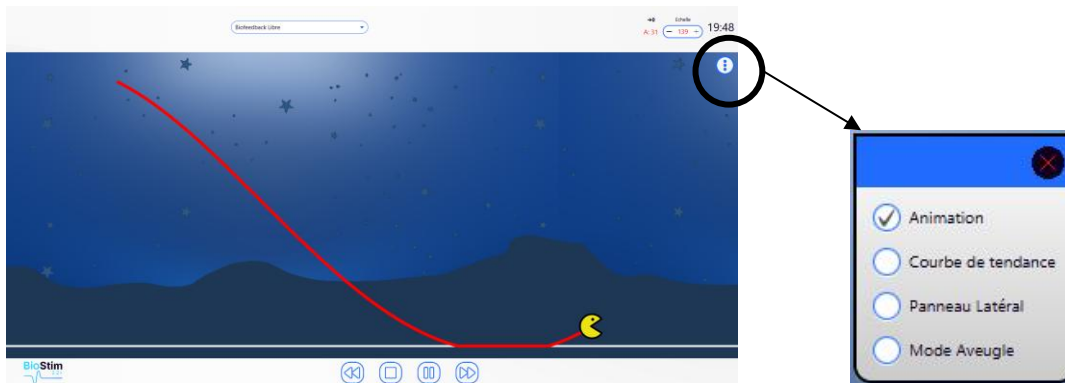 Biofeedback Libre
Echelle
A: 31 − 139 + 19:48
BioStim
Animation
Courbe de tendance
Panneau Latéral
Mode Aveugle